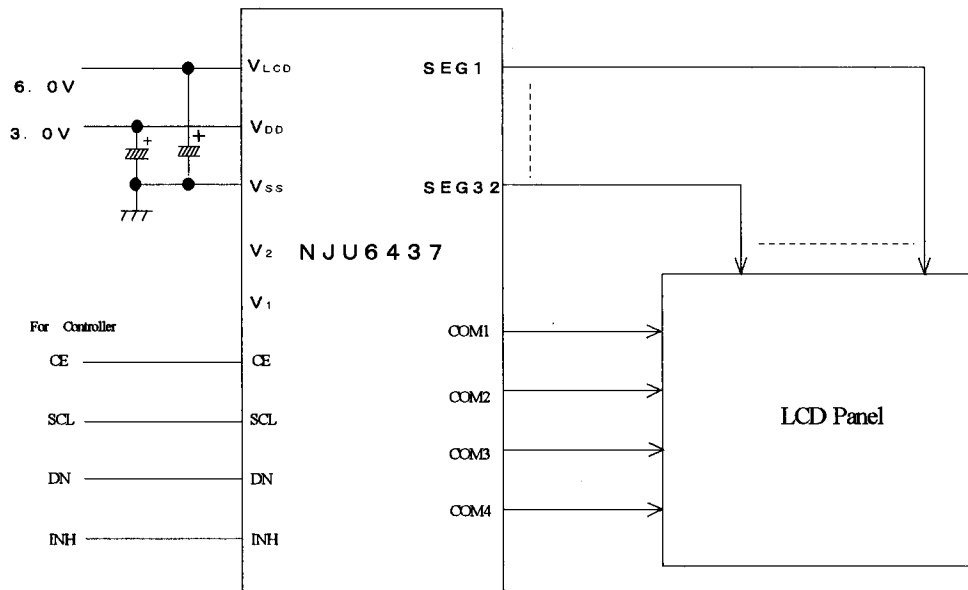 6. 0V
3. 0V
VLCD
VDD
VSS
V2
V1
NJU6437
SEG1
SEG32
For Controller
CE
SCL
DN
INH
CE
SCL
DN
INH
COM1
COM2
COM3
COM4
LCD Panel